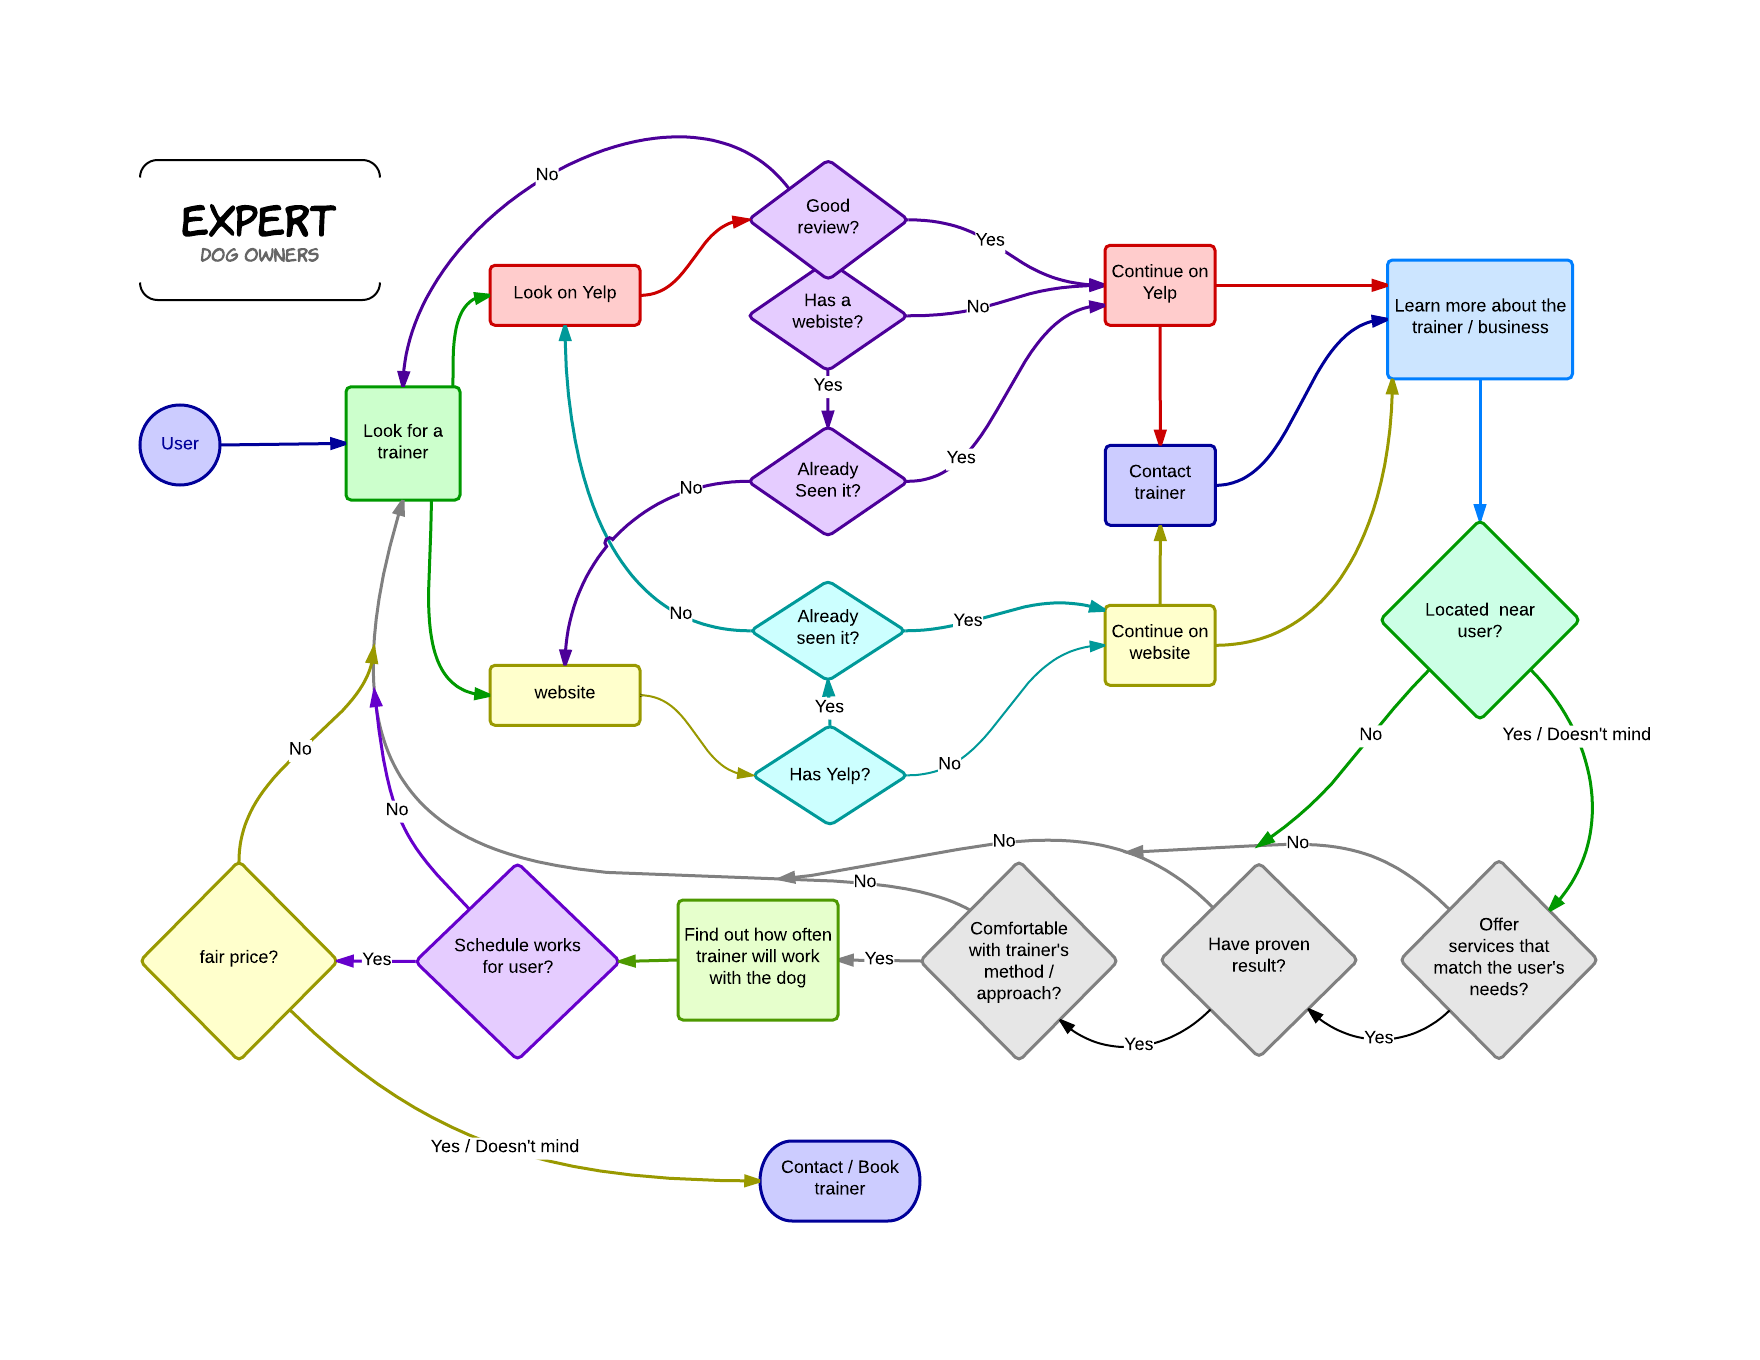 EXPERT
DOG OWNERS
No
Good
review?
Yes
Look on Yelp
Continue on
Yelp
Has a
webiste?
No
Learn more about the
trainer / business
Yes
User
Look for a
trainer
Already
Seen it?
Yes
No
Contact
trainer
Already
seen it?
No
Yes
Continue on
website
Located  near
user?
website
Yes
Has Yelp?
No
No
No
Yes / Doesn't mind
No
No
No
No
fair price?
Yes
Schedule works
for user?
Find out how often
trainer will work
with the dog
Yes
Comfortable
with trainer's
method /
approach?
Have proven
result?
Offer
services that
match the user's
needs?
Yes
Yes
Yes / Doesn't mind
Contact / Book
trainer